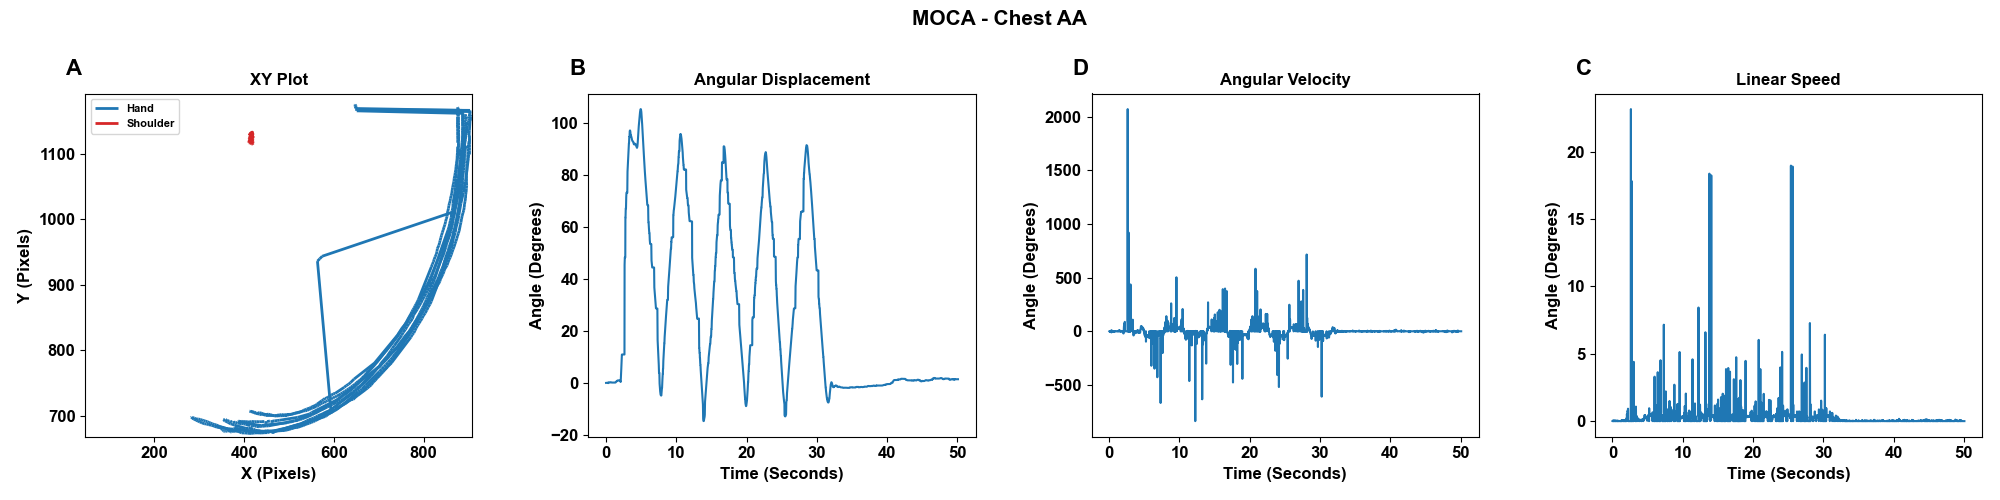 MOCA - Chest AA
A
XY Plot
Hand
Shoulder
1100
1000
900
800
700
200
400
600
800
Y (Pixels)
X (Pixels)
B
Angular Displacement
100
80
60
40
20
0
−20
0
10
20
30
40
50
Angle (Degrees)
Time (Seconds)
D
Angular Velocity
2000
1500
1000
500
0
−500
0
10
20
30
40
50
Angle (Degrees)
Time (Seconds)
C
Linear Speed
20
15
10
5
0
0
10
20
30
40
50
Angle (Degrees)
Time (Seconds)